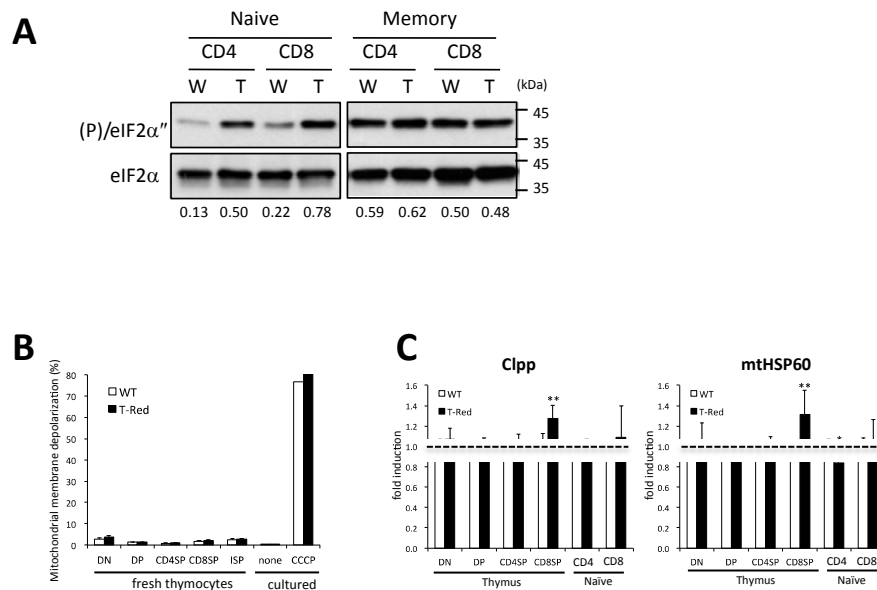 A
Naive Memory
CD4 CD8 CD4 CD8
W T W T W T W T (kDa)
(P)/eIF2α” 45
35
eIF2α 45
35
0.13 0.50 0.22 0.78 0.59 0.62 0.50 0.48
B
Mitochondrial membrane depolarization (%)
80
70
60
50
40
30
20
10
0
WT
T-Red
DN DP CD4SP CD8SP ISP none CCCP
fresh thymocytes cultured
C
Clpp
fold induction
1.6
1.4
1.2
1.0
0.8
0.6
0.4
0.2
0.0
WT
T-Red
**
DN DP CD4SP CD8SP CD4 CD8
Thymus Naïve
mtHSP60
fold induction
1.6
1.4
1.2
1.0
0.8
0.6
0.4
0.2
0.0
WT
T-Red
**
DN DP CD4SP CD8SP CD4 CD8
Thymus Naïve